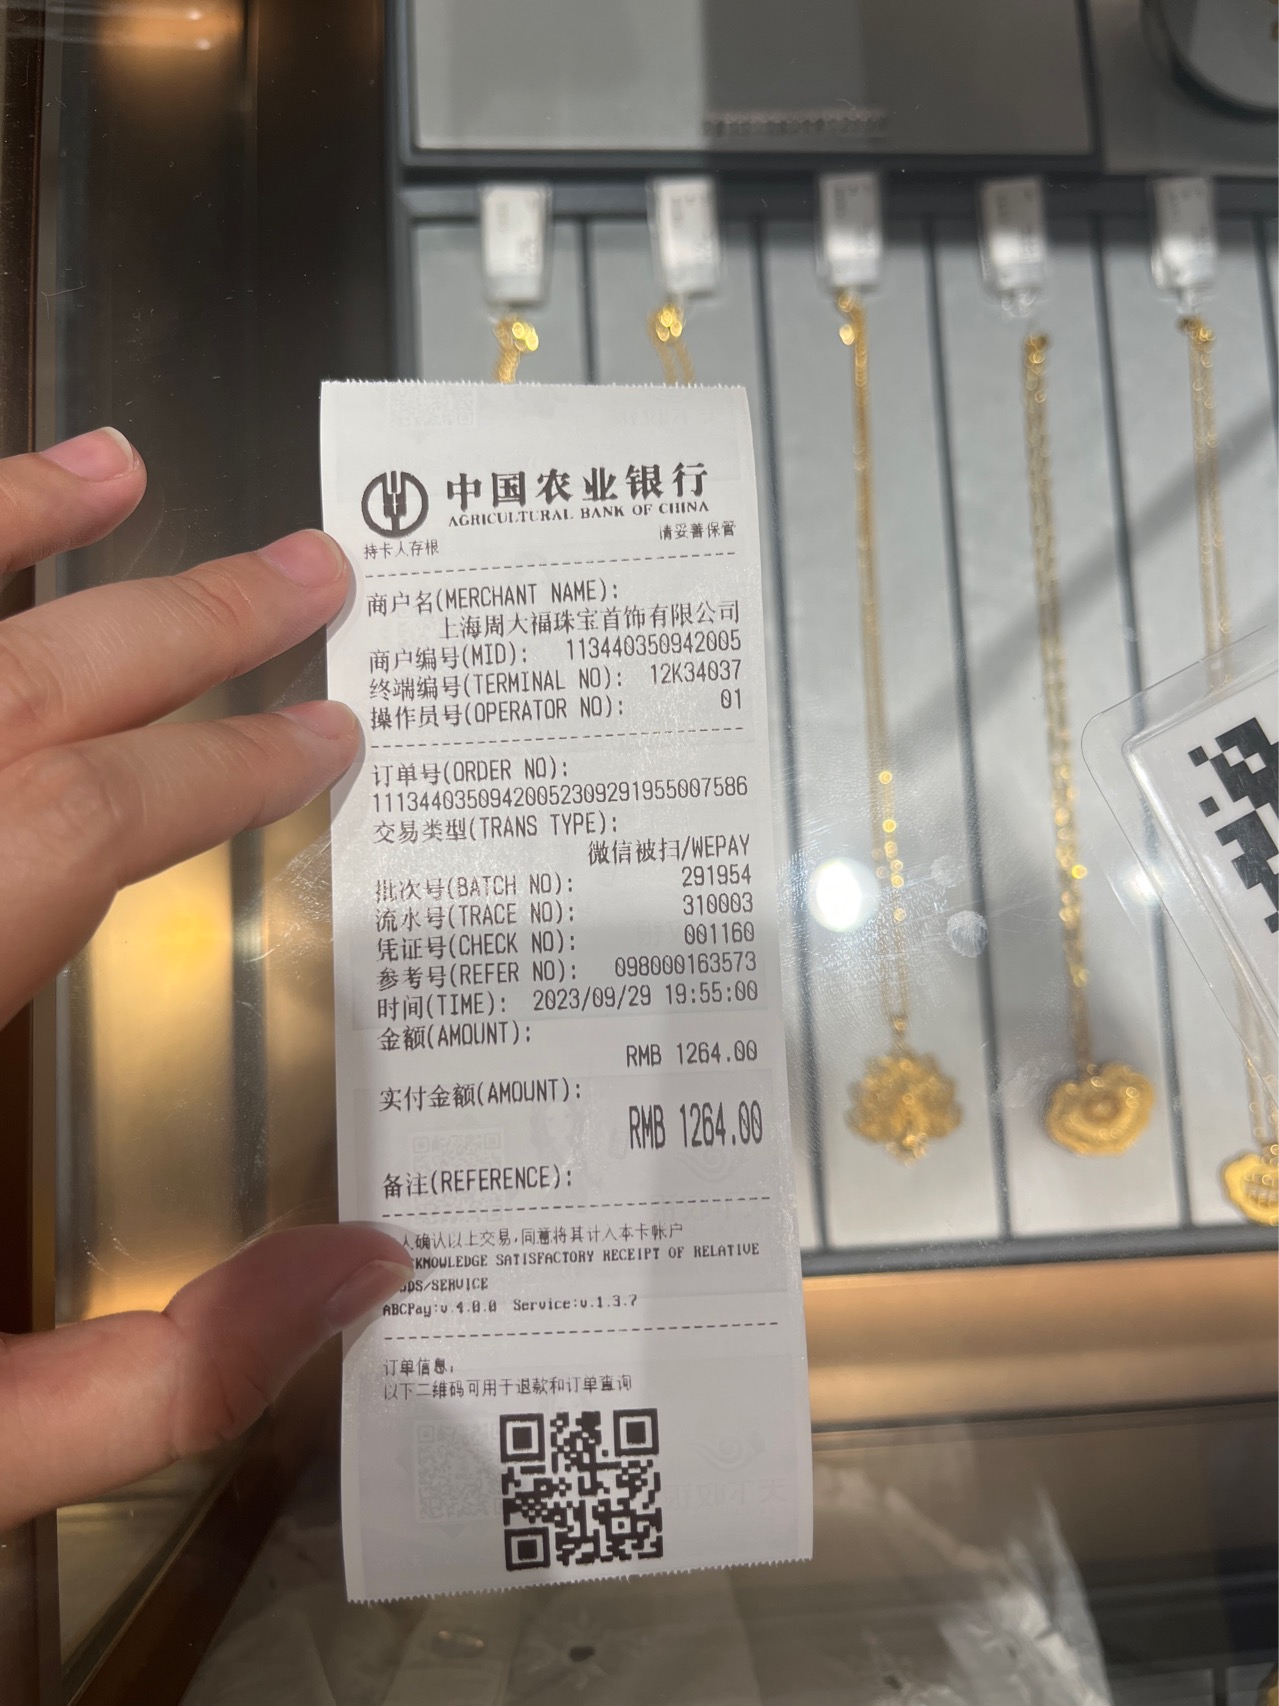 中国农业银行
AGRICULTURAL BANK OF CHINA
持卡人存根 请妥善保管
商户名(MERCHANT NAME):
上海周大福珠宝首饰有限公司
商户编号(MID): 113440350942005
终端编号(TERMINAL NO): 12K34037
操作员号(OPERATOR NO): 01
订单号(ORDER NO):
11134403509420052309291955007586
交易类型(TRANS TYPE):
微信被扫/WEPAY
批次号(BATCH NO): 291954
流水号(TRACE NO): 310003
凭证号(CHECK NO): 001160
参考号(REFER NO): 098000163573
时间(TIME): 2023/09/29 19:55:00
金额(AMOUNT):
RMB 1264.00
实付金额(AMOUNT):
RMB 1264.00
备注(REFERENCE):
人确认以上交易,同意将其计入本卡帐户
KNOWLEDGE SATISFACTORY RECEIPT OF RELATIVE
ODS/SERVICE
ABCPay:v.4.0.0 Service:v.1.3.7
订单信息:
以下二维码可用于退款和订单查询